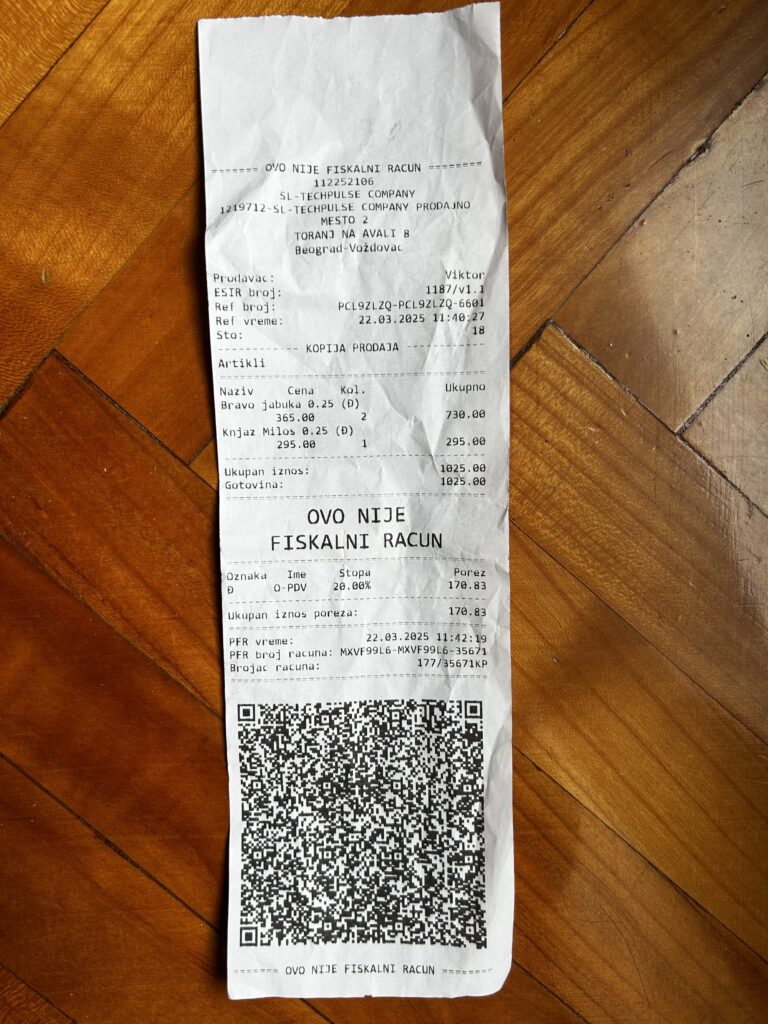 ======= OVO NIJE FISKALNI RACUN ========
112252106
SL-TECHPULSE COMPANY
1219712-SL-TECHPULSE COMPANY PRODAJNO
MESTO 2
TORANJ NA AVALI 8
Beograd-Voždovac
Prodavac: Viktor
ESIR broj: 1187/v1.1
Ref broj: PCL9ZLZQ-PCL9ZLZQ-6601
Ref vreme: 22.03.2025 11:40:27
Sto: 18
------------ KOPIJA PRODAJA ------------
Artikli
========================================
Naziv Cena Kol. Ukupno
Bravo jabuka 0.25 (Đ)
365.00 2 730.00
Knjaz Milos 0.25 (Đ)
295.00 1 295.00
----------------------------------------
Ukupan iznos: 1025.00
Gotovina: 1025.00
========================================
OVO NIJE
FISKALNI RACUN
========================================
Oznaka Ime Stopa Porez
Đ O-PDV 20.00% 170.83
----------------------------------------
Ukupan iznos poreza: 170.83
========================================
PFR vreme: 22.03.2025 11:42:19
PFR broj racuna: MXVF99L6-MXVF99L6-35671
Brojac racuna: 177/35671KP
========================================
======= OVO NIJE FISKALNI RACUN ========